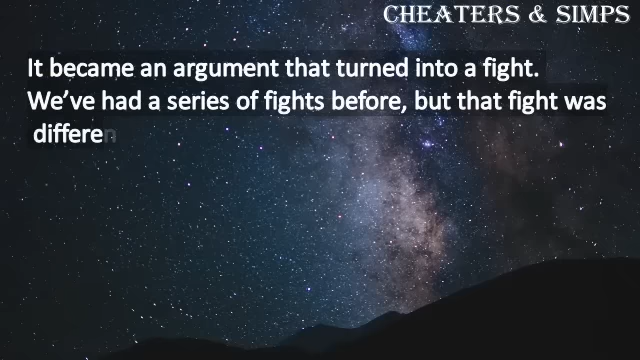 CHEATERS & SIMPS
It became an argument that turned into a fight.
We’ve had a series of fights before, but that fight was
differen